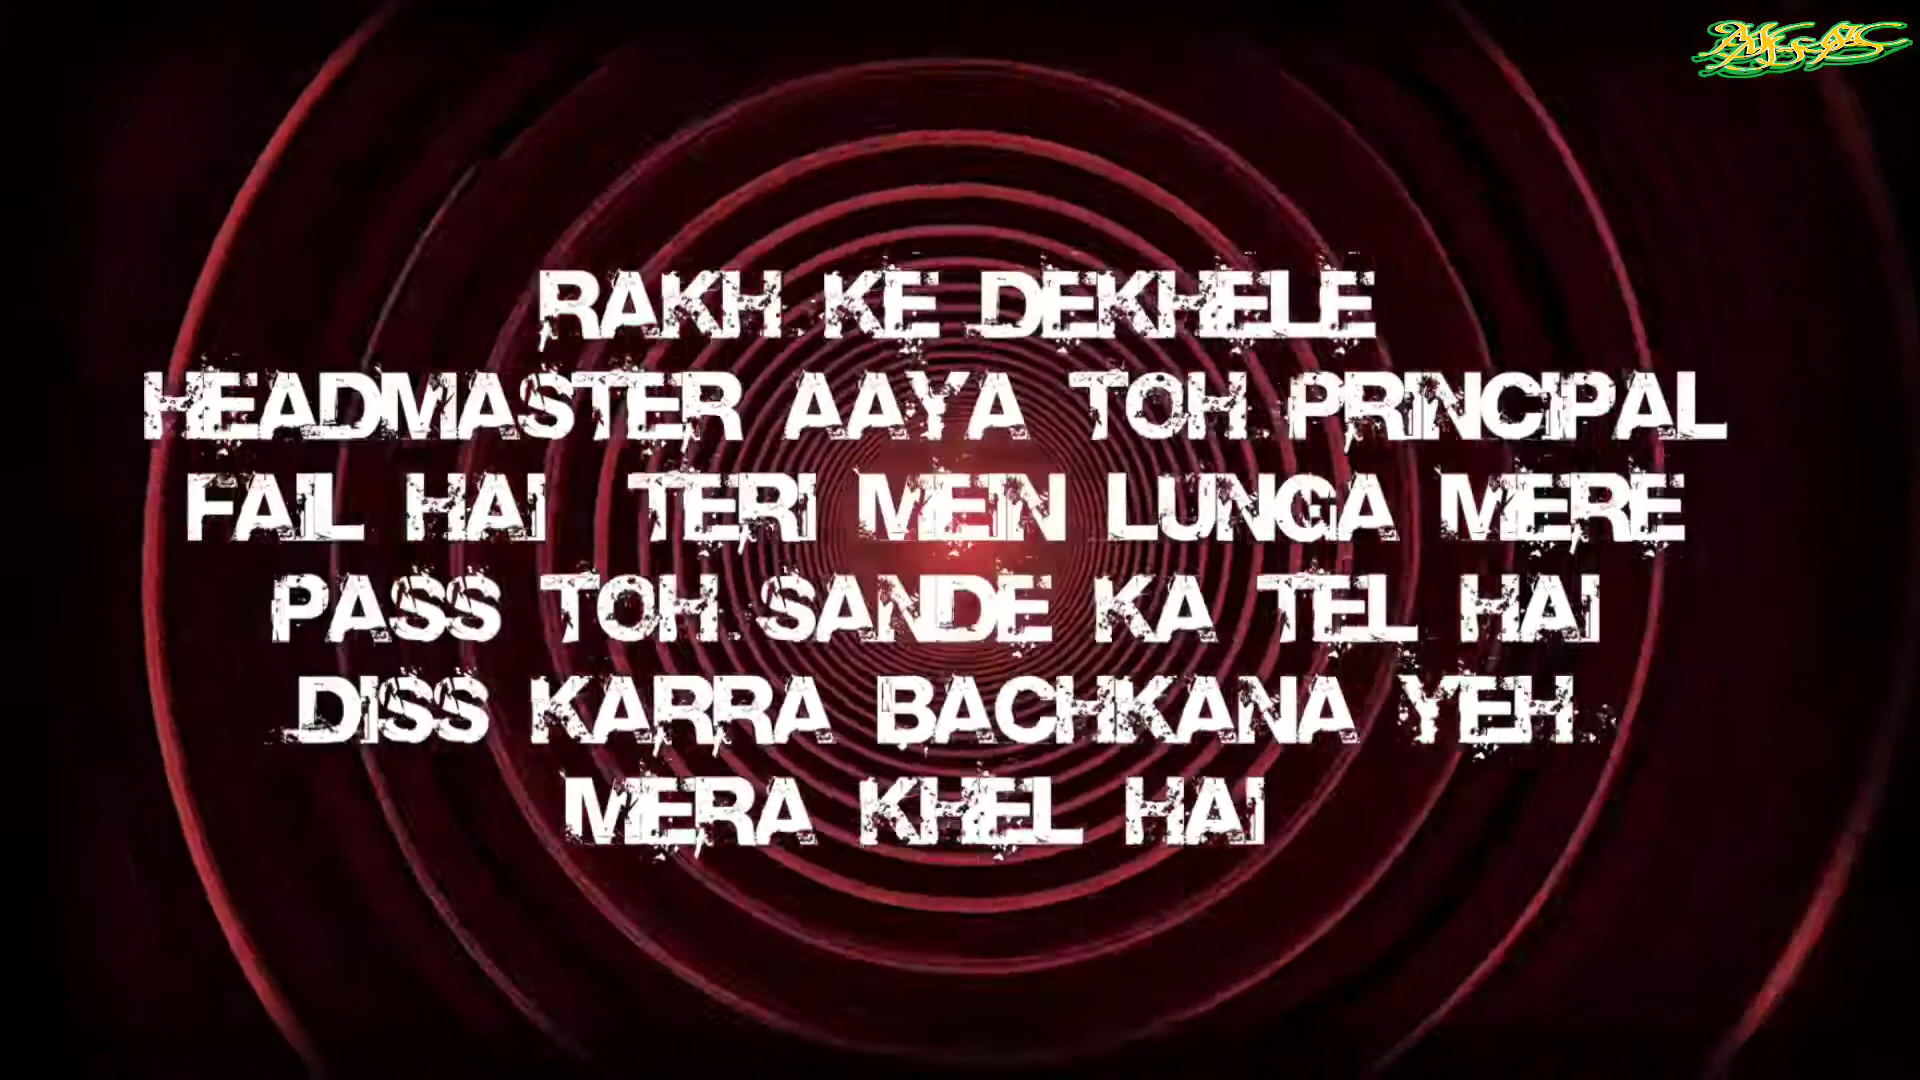 RAKH KE DEKHELE
HEADMASTER AAYA TOH PRINCIPAL
FAIL HAI TERI MEIN LUNGA MERE
PASS TOH SANDE KA TEL HAI
DISS KARRA BACHKANA YEH
MERA KHEL HAI